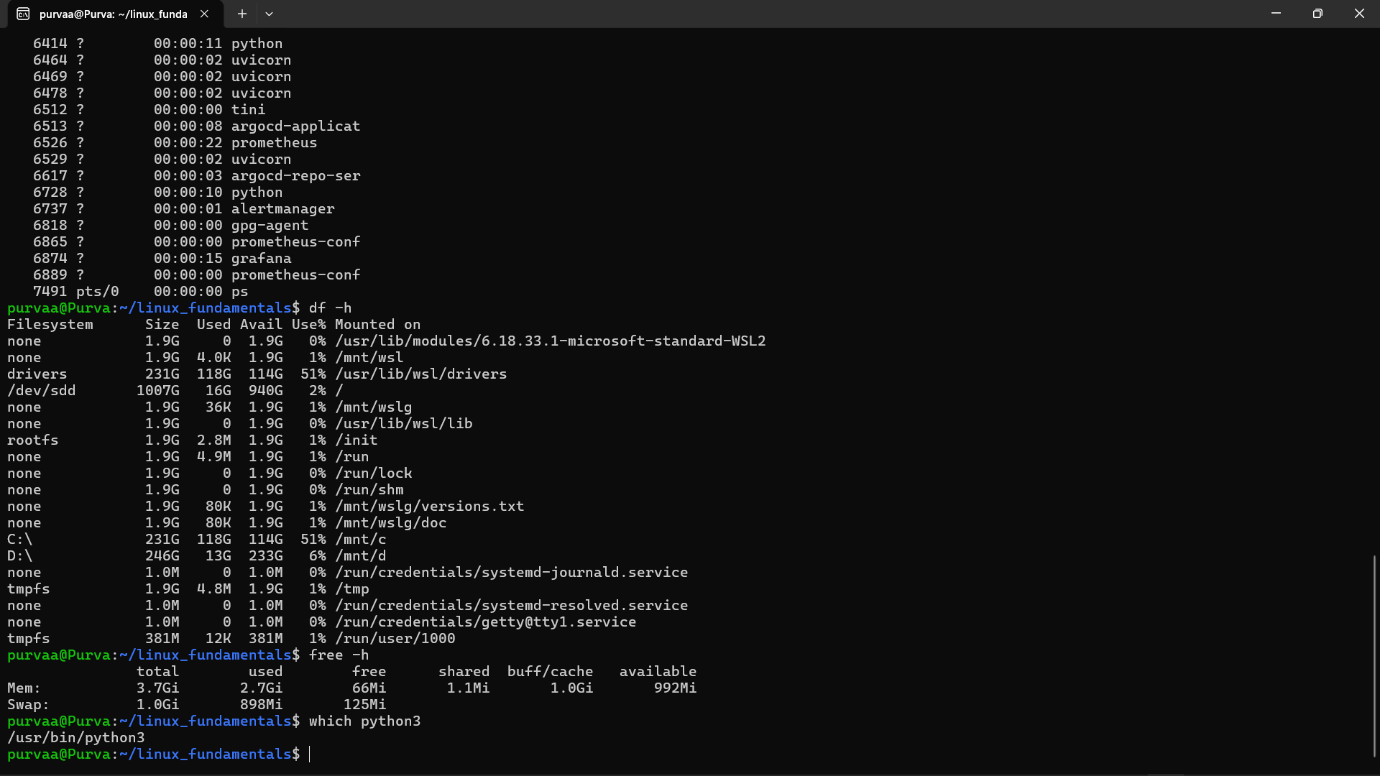 purvaa@Purva: ~/linux_funda
6414 ?        00:00:11 python
6464 ?        00:00:02 uvicorn
6469 ?        00:00:02 uvicorn
6478 ?        00:00:02 uvicorn
6512 ?        00:00:00 tini
6513 ?        00:00:08 argocd-applicat
6526 ?        00:00:22 prometheus
6529 ?        00:00:02 uvicorn
6617 ?        00:00:03 argocd-repo-ser
6728 ?        00:00:10 python
6737 ?        00:00:01 alertmanager
6818 ?        00:00:00 gpg-agent
6865 ?        00:00:00 prometheus-conf
6874 ?        00:00:15 grafana
6889 ?        00:00:00 prometheus-conf
7491 pts/0    00:00:00 ps
purvaa@Purva:~/linux_fundamentals$ df -h
Filesystem      Size  Used Avail Use% Mounted on
none            1.9G     0  1.9G   0% /usr/lib/modules/6.18.33.1-microsoft-standard-WSL2
none            1.9G  4.0K  1.9G   1% /mnt/wsl
drivers         231G  118G  114G  51% /usr/lib/wsl/drivers
/dev/sdd       1007G   16G  940G   2% /
none            1.9G   36K  1.9G   1% /mnt/wslg
none            1.9G     0  1.9G   0% /usr/lib/wsl/lib
rootfs          1.9G  2.8M  1.9G   1% /init
none            1.9G  4.9M  1.9G   1% /run
none            1.9G     0  1.9G   0% /run/lock
none            1.9G     0  1.9G   0% /run/shm
none            1.9G   80K  1.9G   1% /mnt/wslg/versions.txt
none            1.9G   80K  1.9G   1% /mnt/wslg/doc
C:\             231G  118G  114G  51% /mnt/c
D:\             246G   13G  233G   6% /mnt/d
none            1.0M     0  1.0M   0% /run/credentials/systemd-journald.service
tmpfs           1.9G  4.8M  1.9G   1% /tmp
none            1.0M     0  1.0M   0% /run/credentials/systemd-resolved.service
none            1.0M     0  1.0M   0% /run/credentials/getty@tty1.service
tmpfs           381M   12K  381M   1% /run/user/1000
purvaa@Purva:~/linux_fundamentals$ free -h
               total        used        free      shared  buff/cache   available
Mem:           3.7Gi       2.7Gi        66Mi       1.1Mi       1.0Gi       992Mi
Swap:          1.0Gi       898Mi       125Mi
purvaa@Purva:~/linux_fundamentals$ which python3
/usr/bin/python3
purvaa@Purva:~/linux_fundamentals$